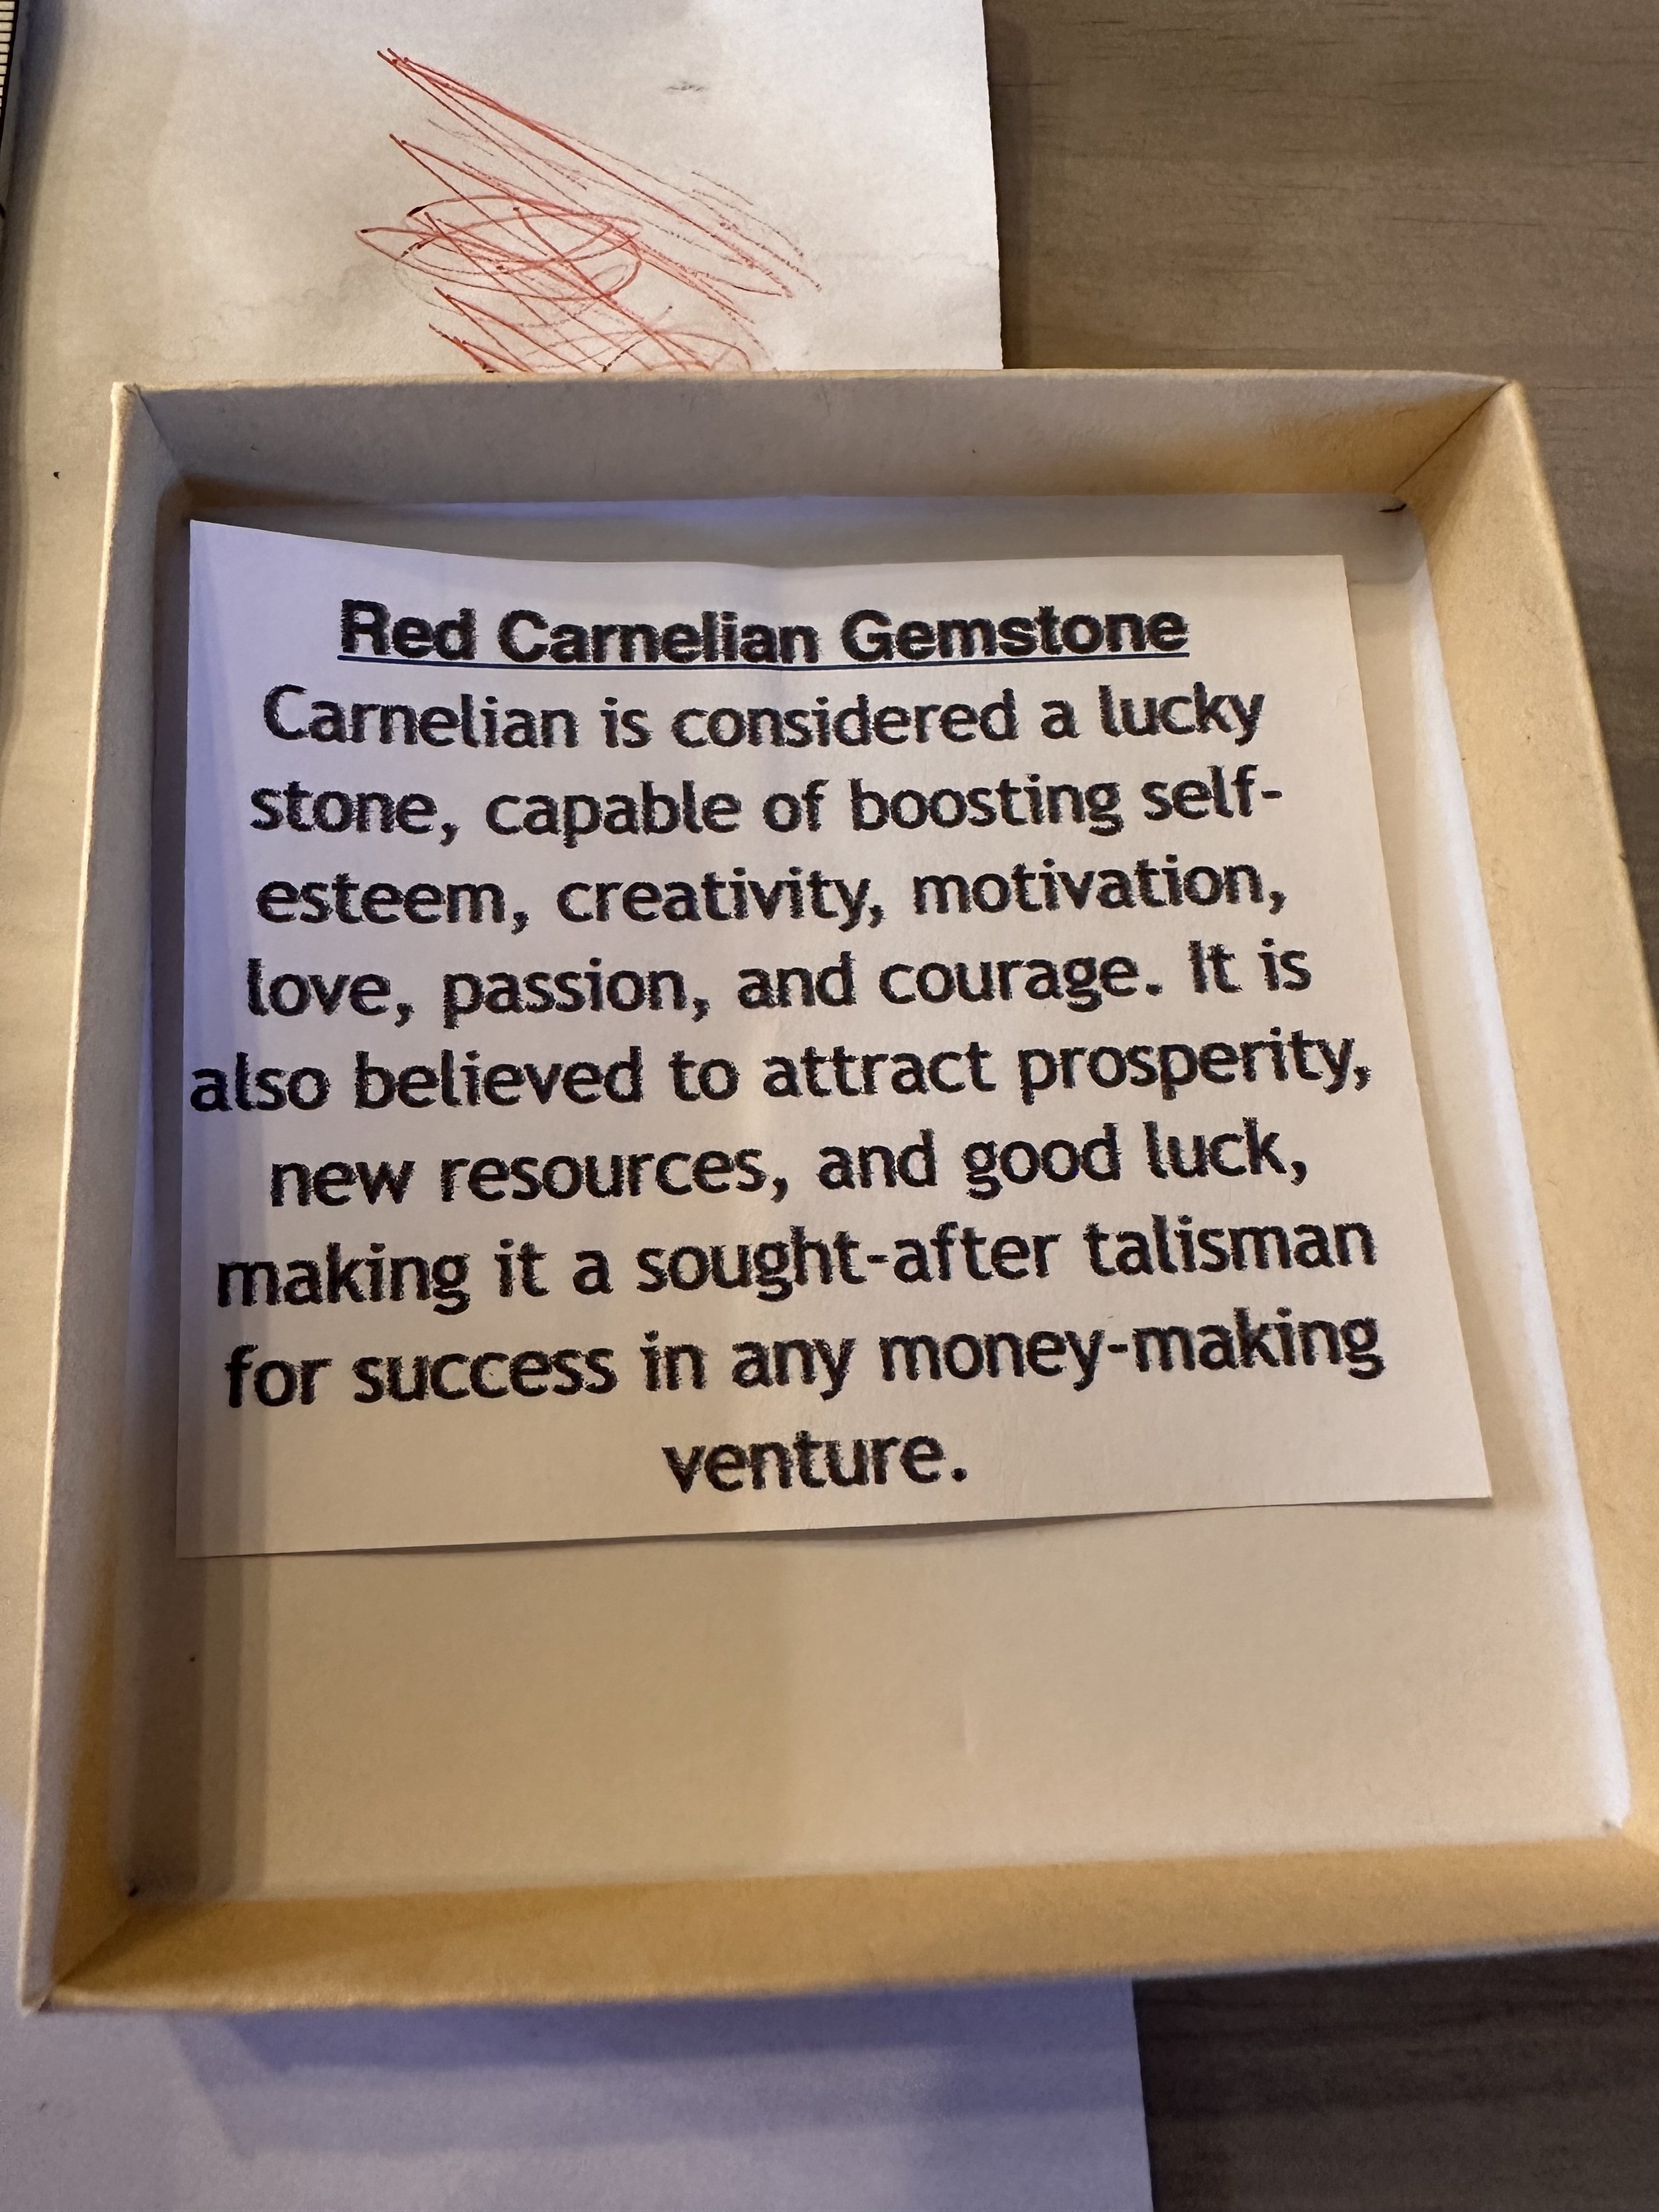 Red Carnelian Gemstone
Carnelian is considered a lucky
stone, capable of boosting self-
esteem, creativity, motivation,
love, passion, and courage. It is
also believed to attract prosperity,
new resources, and good luck,
making it a sought-after talisman
for success in any money-making
venture.